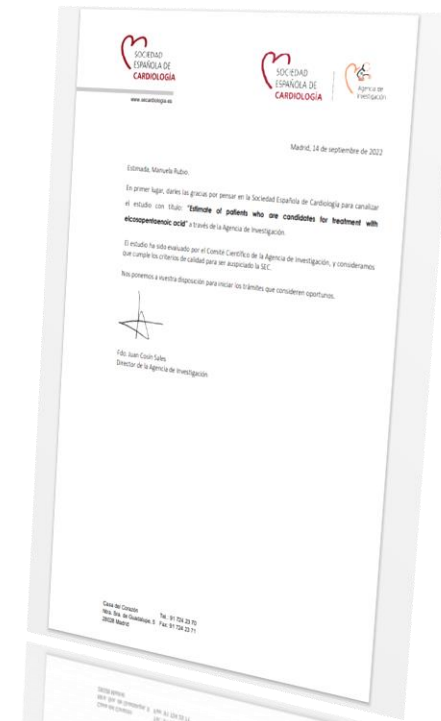 SOCIEDAD
ESPAÑOLA DE
CARDIOLOGÍA
www.secardiologia.es
SOCIEDAD
ESPAÑOLA DE
CARDIOLOGÍA
Agencia de
Investigación
Madrid, 14 de septiembre de 2022
Estimada, Manuela Rubio
En primer lugar, darles las gracias por pensar en la Sociedad Española de Cardiología para canalizar
el estudio con título: "Estimate of patients who are candidates for treatment with
eicosapentaenoic acid" a través de la Agencia de Investigación.
El estudio ha sido evaluado por el Comité Científico de la Agencia de Investigación, y consideramos
que cumple los criterios de calidad para ser auspiciado la SEC.
Nos ponemos a vuestra disposición para iniciar los trámites que consideren oportunos.
Fdo: Juan Cosín Sales
Director de la Agencia de Investigación
Casa del Corazón
Ntra. Sra. de Guadalupe, 5 Tel.: 91 724 23 70
28028 Madrid Fax: 91 724 23 71